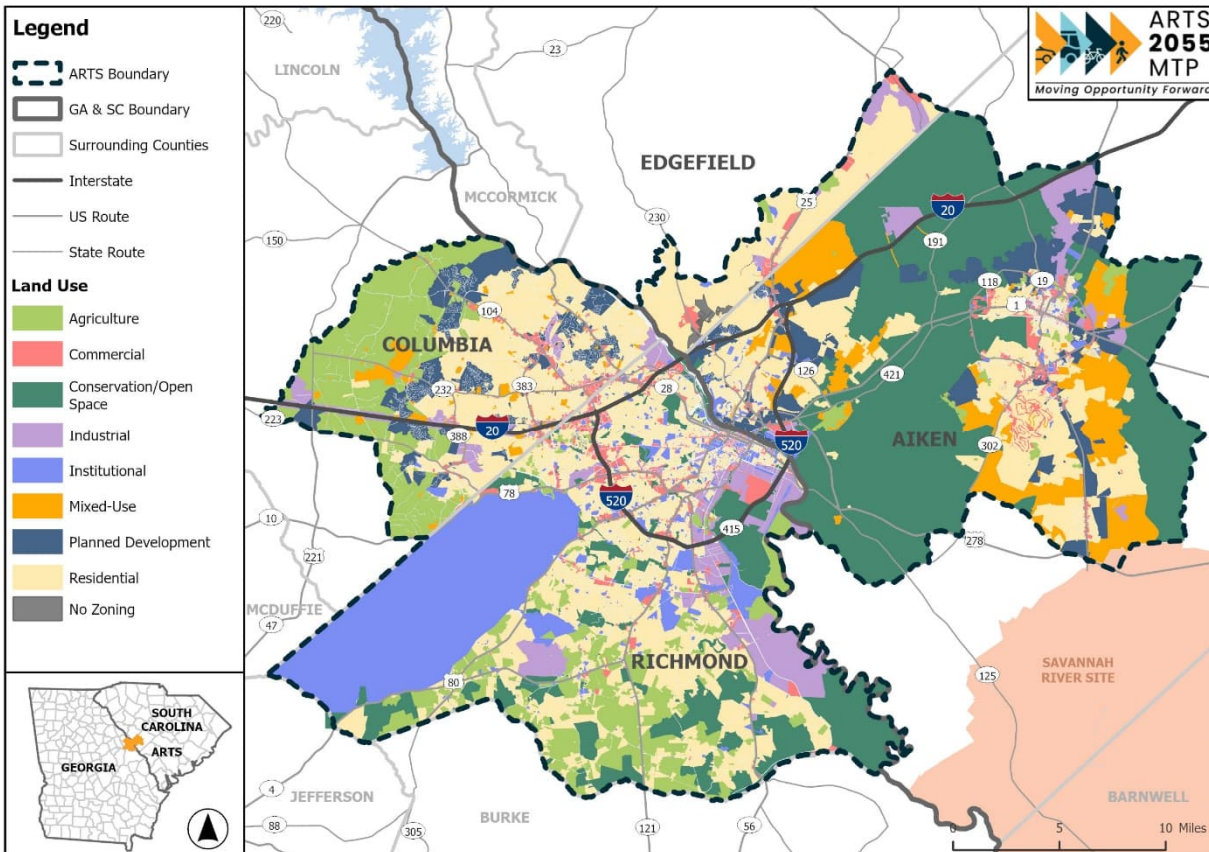 Legend
ARTS Boundary
GA & SC Boundary
Surrounding Counties
Interstate
US Route
State Route
Land Use
Agriculture
Commercial
Conservation/Open
Space
Industrial
Institutional
Mixed-Use
Planned Development
Residential
No Zoning
SOUTH
CAROLINA
ARTS
GEORGIA
ARTS
2055
MTP
Moving Opportunity Forward
220
23
LINCOLN
EDGEFIELD
MCCORMICK
25
20
230
191
150
118
19
1
104
COLUMBIA
126
421
28
232
383
223
20
388
520
AIKEN
302
78
520
415
10
221
278
MCDUFFIE
47
RICHMOND
SAVANNAH
RIVER SITE
80
125
4
JEFFERSON
BARNWELL
BURKE
88
305
121
56
0
5
10 Miles